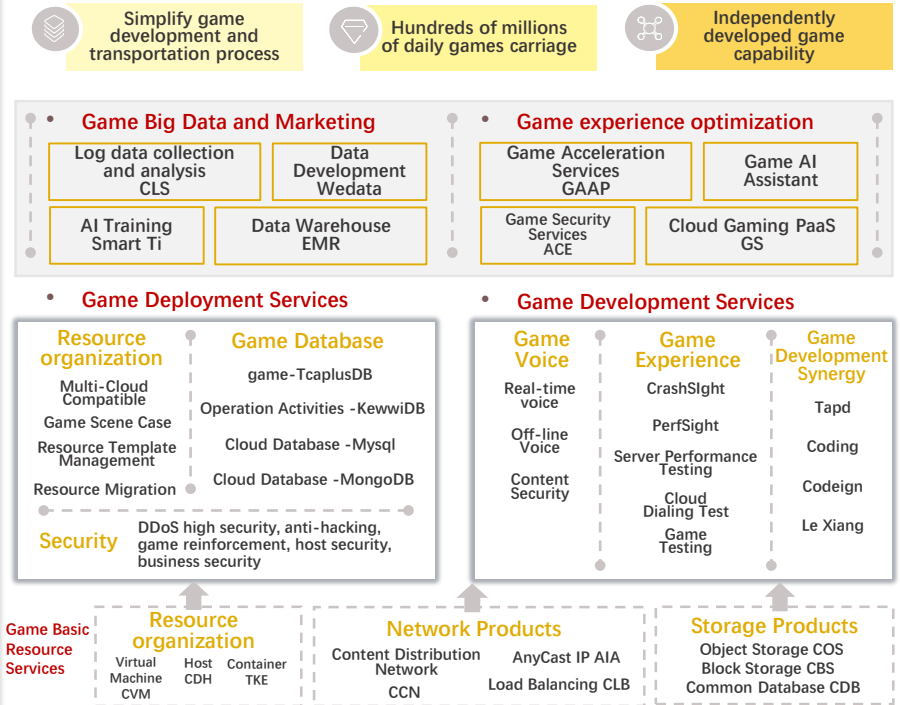 Simplify game
development and
transportation process
Hundreds of millions
of daily games carriage
Independently
developed game
capability
• Game Big Data and Marketing
Log data collection
and analysis
CLS
Data
Development
Wedata
AI Training
Smart Ti
Data Warehouse
EMR
• Game experience optimization
Game Acceleration
Services
GAAP
Game AI
Assistant
Game Security
Services
ACE
Cloud Gaming PaaS
GS
• Game Deployment Services
Resource
organization
Multi-Cloud
Compatible
Game Scene Case
Resource Template
Management
Resource Migration
Game Database
game-TcaplusDB
Operation Activities -KewwiDB
Cloud Database -Mysql
Cloud Database -MongoDB
Security
DDoS high security, anti-hacking,
game reinforcement, host security,
business security
• Game Development Services
Game
Voice
Real-time
voice
Off-line
Voice
Content
Security
Game
Experience
CrashSIght
PerfSight
Server Performance
Testing
Cloud
Dialing Test
Game
Testing
Game
Development
Synergy
Tapd
Coding
Codeign
Le Xiang
Game Basic
Resource
Services
Resource
organization
Virtual
Machine
CVM
Host
CDH
Container
TKE
Network Products
Content Distribution
Network
CCN
AnyCast IP AIA
Load Balancing CLB
Storage Products
Object Storage COS
Block Storage CBS
Common Database CDB